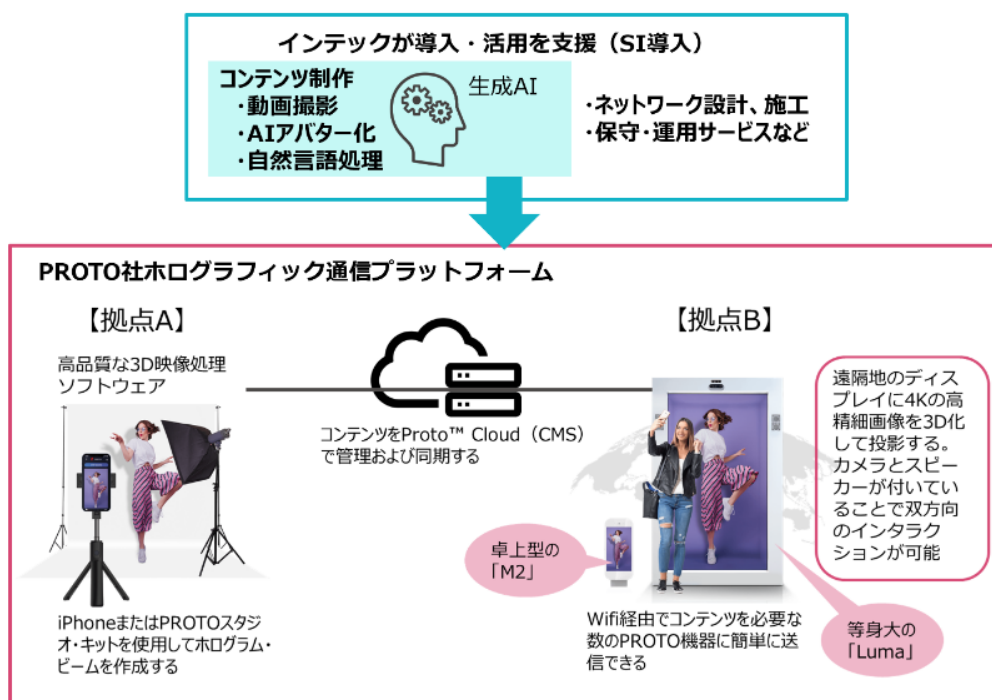 インテックが導入・活用を支援（SI導入）
コンテンツ制作
・動画撮影
・AIアバター化
・自然言語処理
生成AI
・ネットワーク設計、施工
・保守・運用サービスなど
PROTO社ホログラフィック通信プラットフォーム
【拠点A】
高品質な3D映像処理
ソフトウェア
iPhoneまたはPROTOスタジ
オ・キットを使用してホログラム・
ビームを作成する
コンテンツをProto™ Cloud（CMS）
で管理および同期する
【拠点B】
遠隔地のディス
プレイに4Kの高
精細画像を3D化
して投影する。
カメラとスピー
カーが付いてい
ることで双方向
のインタラク
ションが可能
卓上型の
「M2」
Wifi経由でコンテンツを必要な
数のPROTO機器に簡単に送
信できる
等身大の
「Luma」